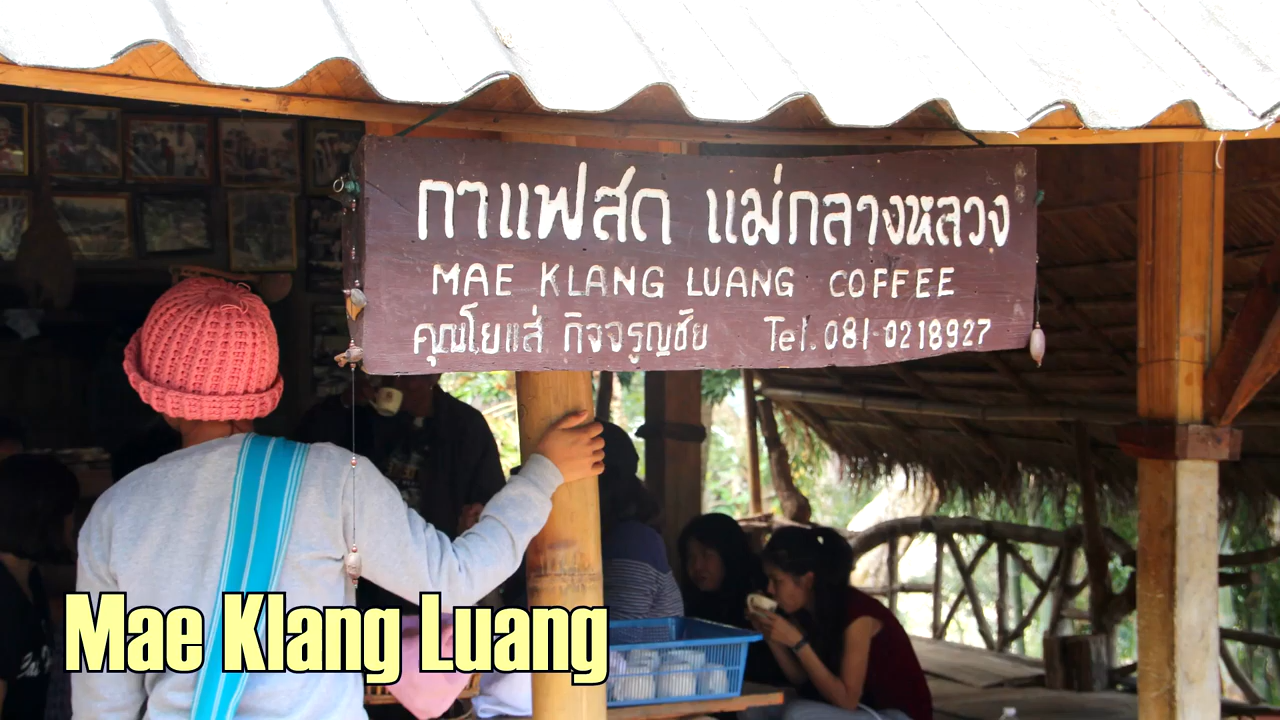 กาแฟสด แม่กลางหลวง
MAE KLANG LUANG COFFEE
คุณโยแส่ กิจจรูญชัย Tel. 081-0218927
Mae Klang Luang